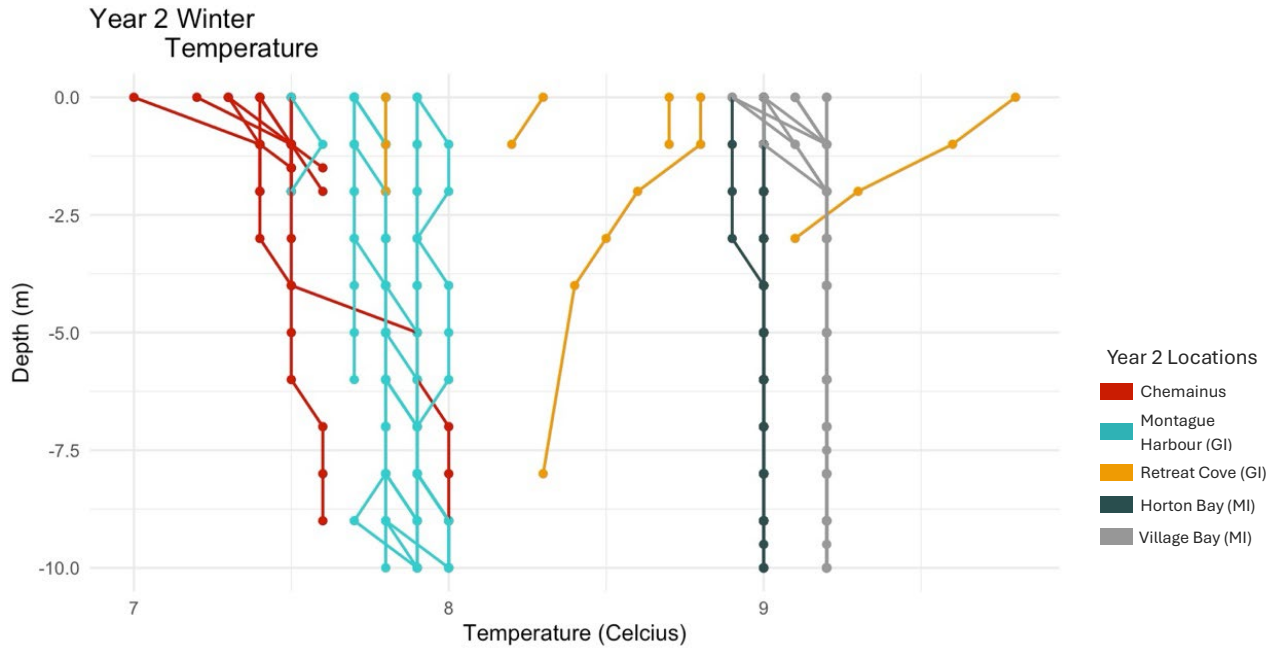 Year 2 Winter
Temperature
0.0
-2.5
-5.0
-7.5
-10.0
Depth (m)
7
8
9
Temperature (Celcius)
Year 2 Locations
Chemainus
Montague
Harbour (GI)
Retreat Cove (GI)
Horton Bay (MI)
Village Bay (MI)